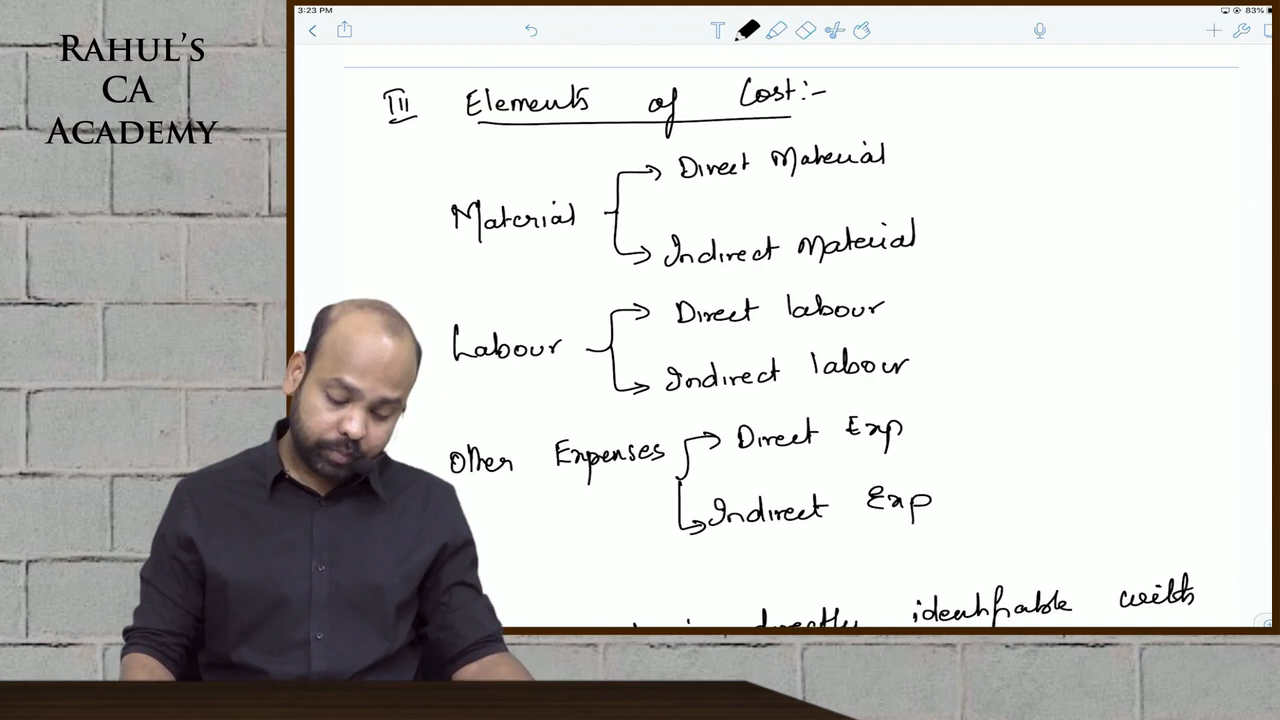 RAHUL'S
CA
ACADEMY
3:23 PM
83%
T
III Elements of Cost:-
Direct Material
Material
Indirect Material
Direct labour
Labour
Indirect labour
Direct Exp
Other Expenses
Indirect Exp
directly identifiable with